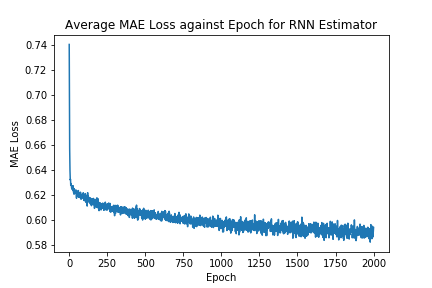 Average MAE Loss against Epoch for RNN Estimator
0.74
0.72
0.70
0.68
0.66
0.64
0.62
0.60
0.58
MAE Loss
0 250 500 750 1000 1250 1500 1750 2000
Epoch